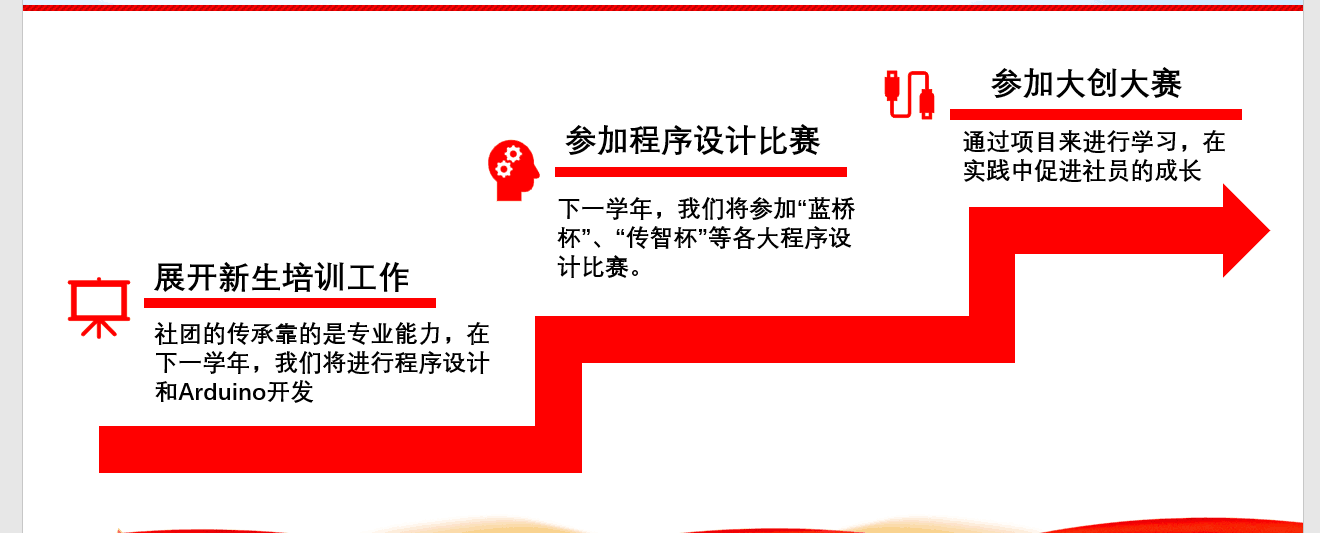 展开新生培训工作
社团的传承靠的是专业能力，在
下一学年，我们将进行程序设计
和Arduino开发
参加程序设计比赛
下一学年，我们将参加“蓝桥
杯”、“传智杯”等各大程序设
计比赛。
参加大创大赛
通过项目来进行学习，在
实践中促进社员的成长